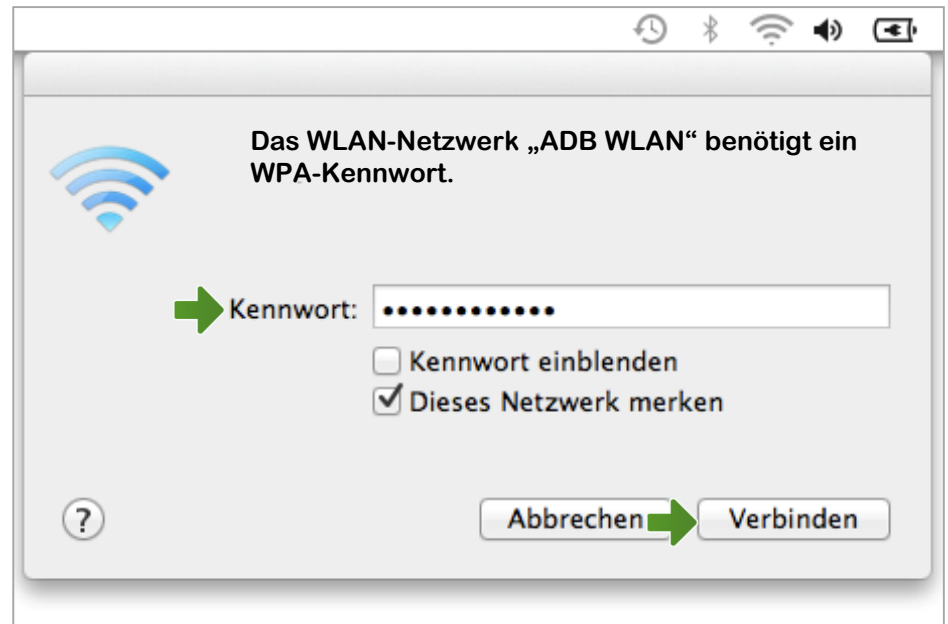 Das WLAN-Netzwerk „ADB WLAN“ benötigt ein
WPA-Kennwort.
Kennwort: ••••••••••••
Kennwort einblenden
Dieses Netzwerk merken
? Abbrechen Verbinden